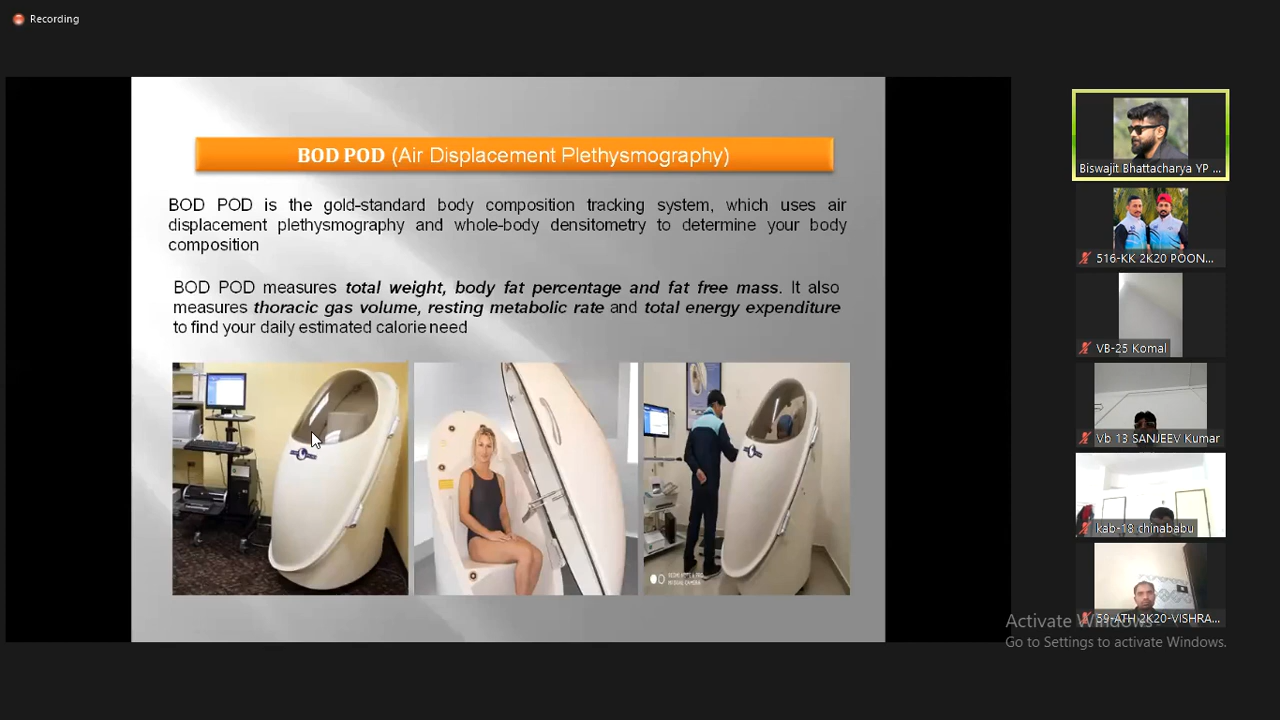 Recording
BOD POD (Air Displacement Plethysmography)
BOD POD is the gold-standard body composition tracking system, which uses air
displacement plethysmography and whole-body densitometry to determine your body
composition
BOD POD measures total weight, body fat percentage and fat free mass. It also
measures thoracic gas volume, resting metabolic rate and total energy expenditure
to find your daily estimated calorie need
Biswajit Bhattacharya YP ...
516-KK 2K20 POON...
VB-25 Komal
Vb 13 SANJEEV Kumar
kab-18 chinababu
59-ATH 2K20-VISHRA...
Activate Windows
Go to Settings to activate Windows.